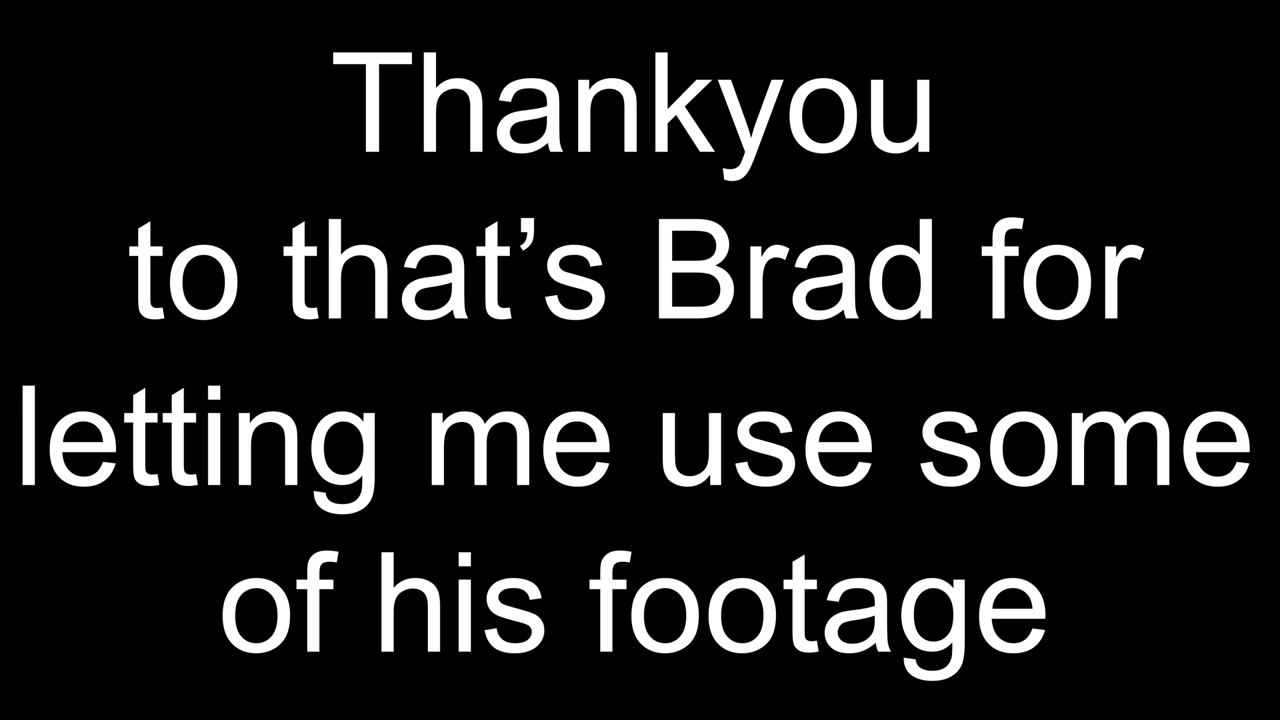 Thankyou
to that’s Brad for
letting me use some
of his footage